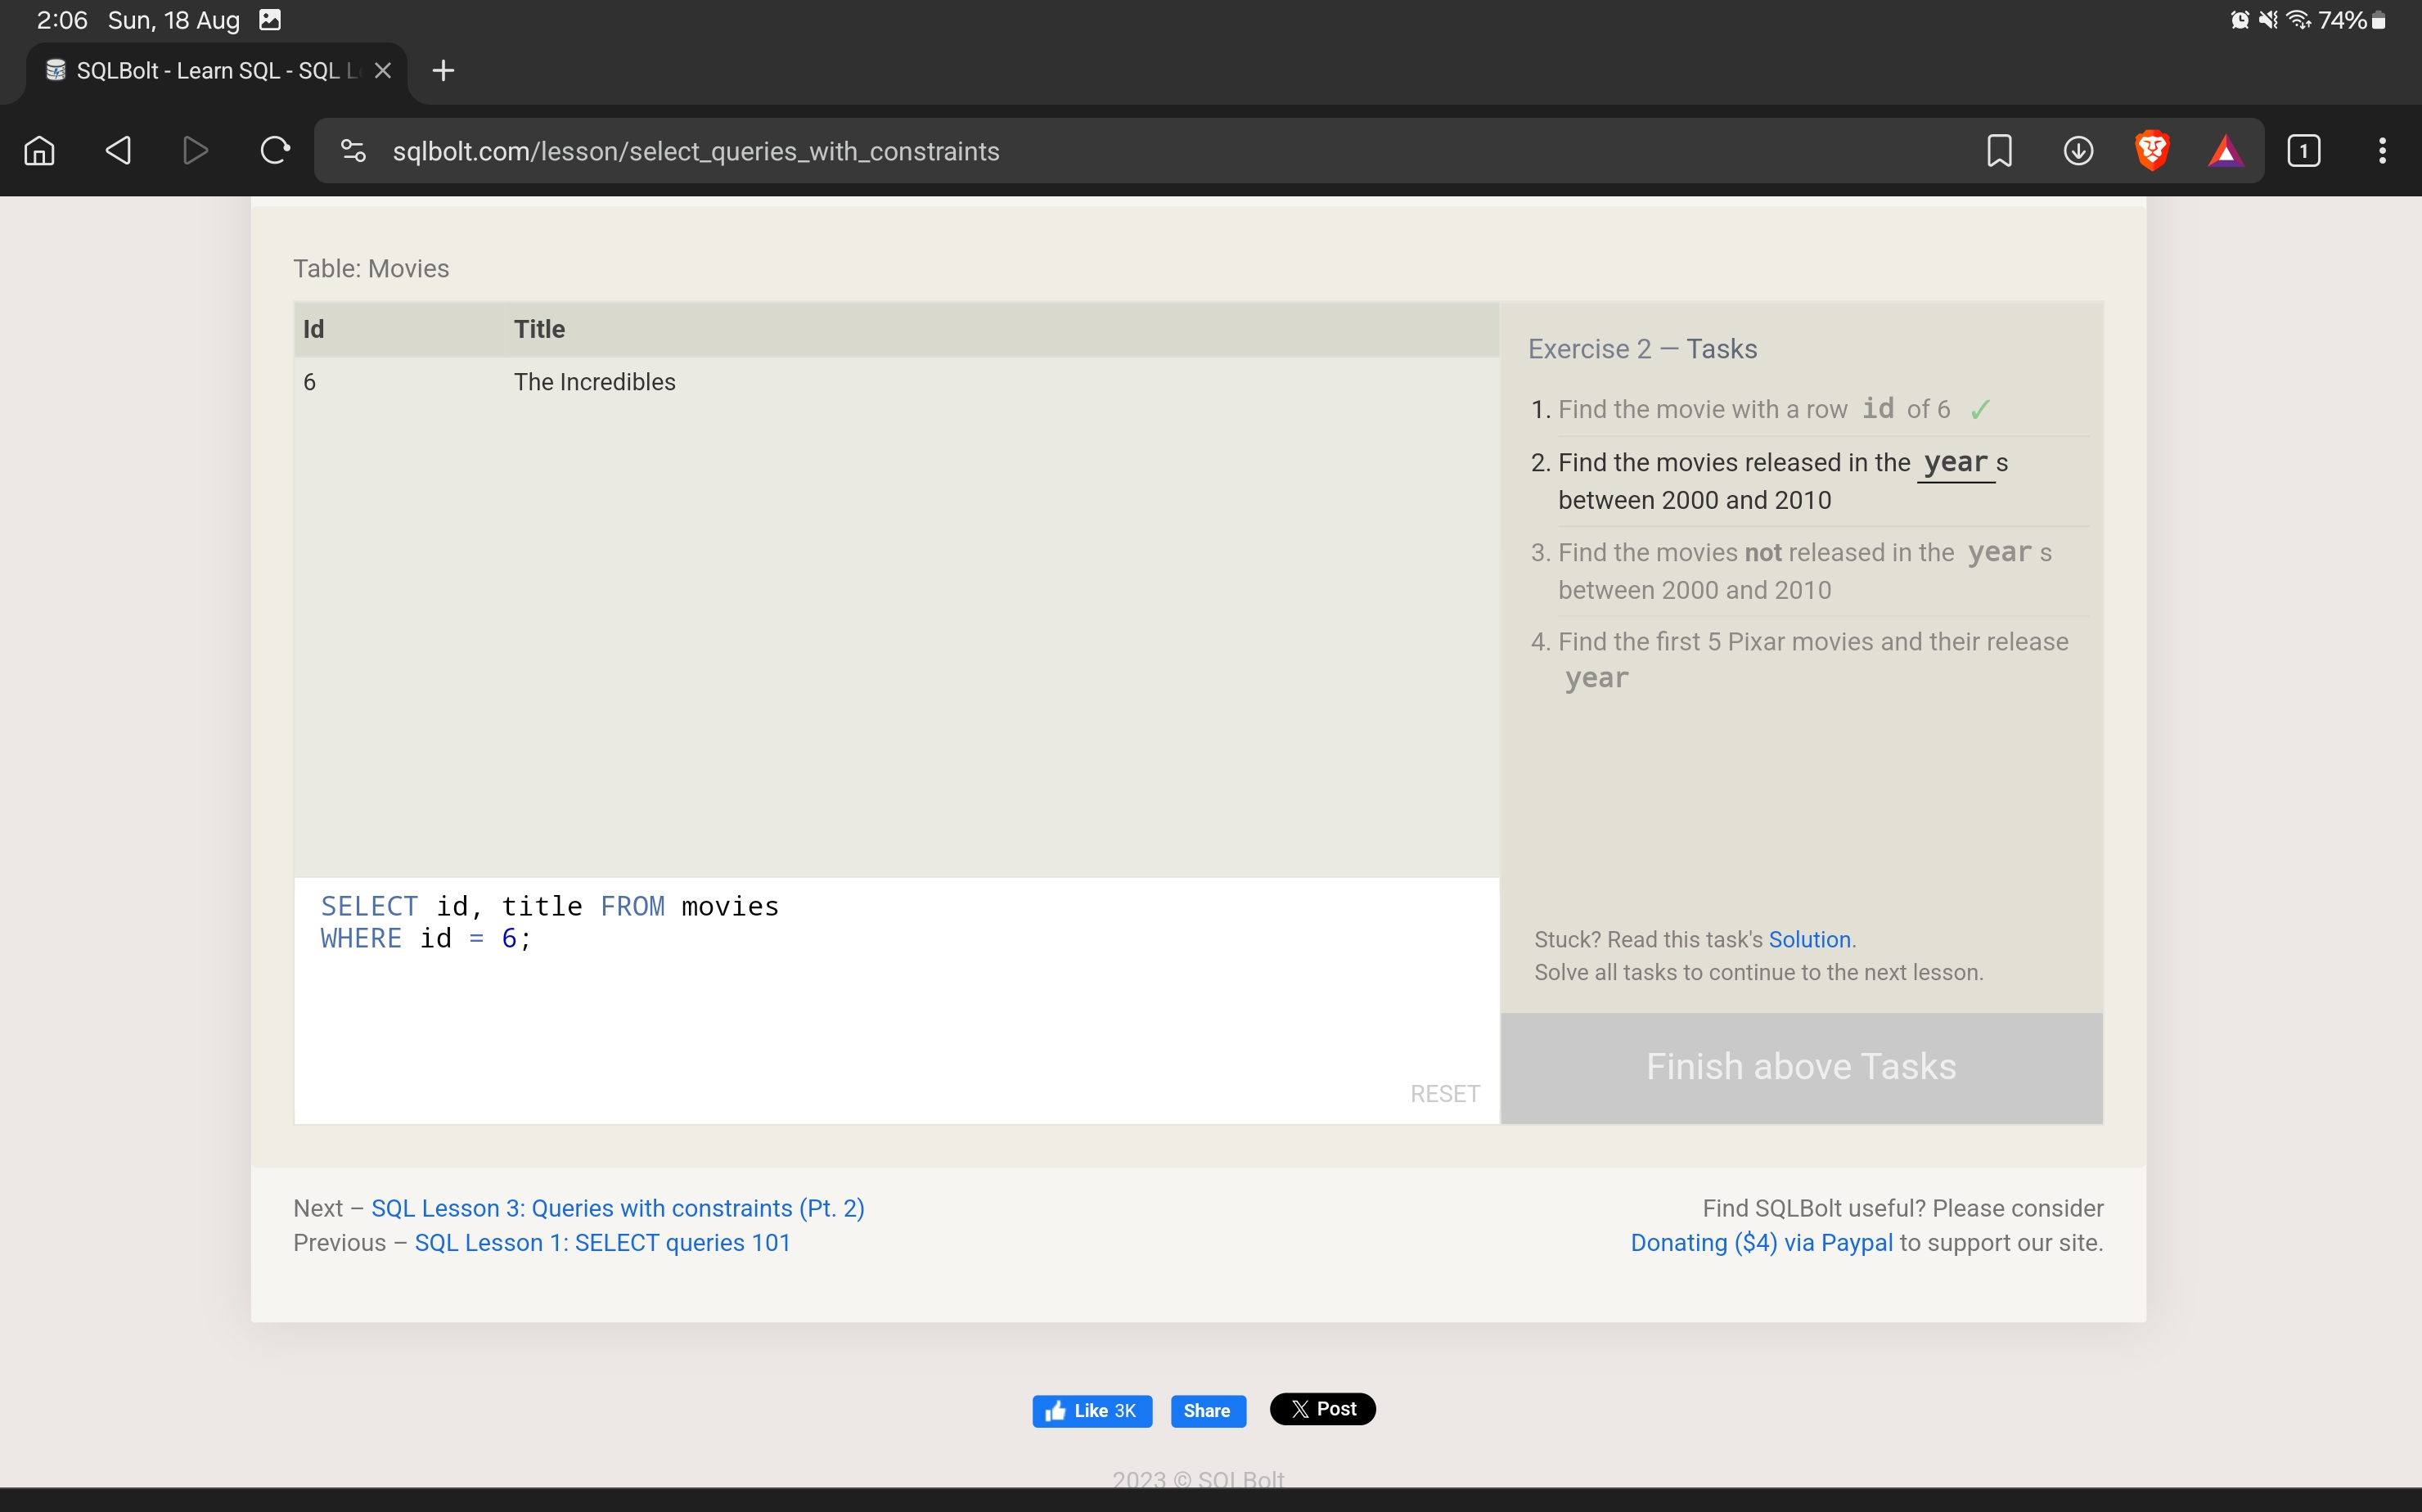 2:06 Sun, 18 Aug 74%
SQLBolt - Learn SQL - SQL L
sqlbolt.com/lesson/select_queries_with_constraints 1
Table: Movies
Id Title
6 The Incredibles
Exercise 2 — Tasks
1. Find the movie with a row id of 6 ✓
2. Find the movies released in the year s
between 2000 and 2010
3. Find the movies not released in the year s
between 2000 and 2010
4. Find the first 5 Pixar movies and their release
year
SELECT id, title FROM movies
WHERE id = 6;
RESET
Stuck? Read this task's Solution.
Solve all tasks to continue to the next lesson.
Finish above Tasks
Next – SQL Lesson 3: Queries with constraints (Pt. 2)
Previous – SQL Lesson 1: SELECT queries 101
Find SQLBolt useful? Please consider
Donating ($4) via Paypal to support our site.
Like 3K Share X Post
2023 © SQLBolt